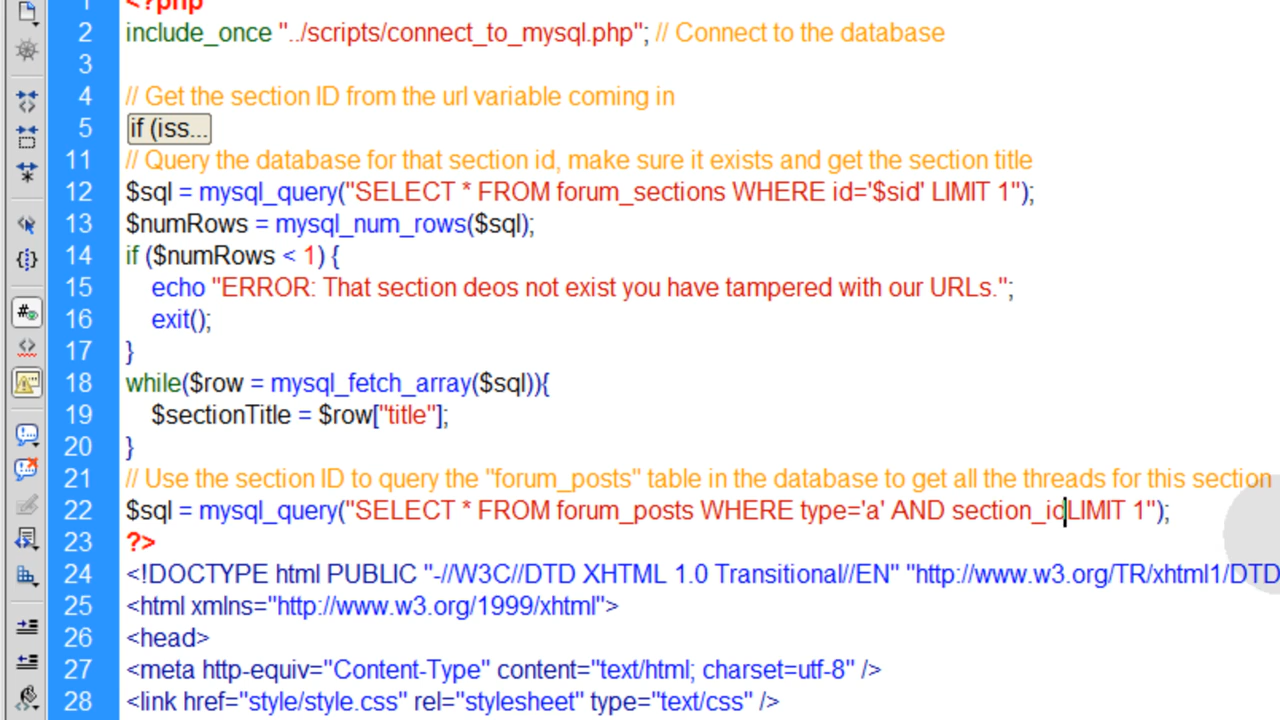 1 <?php
2 include_once "../scripts/connect_to_mysql.php"; // Connect to the database
3
4 // Get the section ID from the url variable coming in
5 if (iss...
11 // Query the database for that section id, make sure it exists and get the section title
12 $sql = mysql_query("SELECT * FROM forum_sections WHERE id='$sid' LIMIT 1");
13 $numRows = mysql_num_rows($sql);
14 if ($numRows < 1) {
15 echo "ERROR: That section deos not exist you have tampered with our URLs.";
16 exit();
17 }
18 while($row = mysql_fetch_array($sql)){
19 $sectionTitle = $row["title"];
20 }
21 // Use the section ID to query the "forum_posts" table in the database to get all the threads for this section
22 $sql = mysql_query("SELECT * FROM forum_posts WHERE type='a' AND section_idLIMIT 1");
23 ?>
24 <!DOCTYPE html PUBLIC "-//W3C//DTD XHTML 1.0 Transitional//EN" "http://www.w3.org/TR/xhtml1/DTD
25 <html xmlns="http://www.w3.org/1999/xhtml">
26 <head>
27 <meta http-equiv="Content-Type" content="text/html; charset=utf-8" />
28 <link href="style/style.css" rel="stylesheet" type="text/css" />